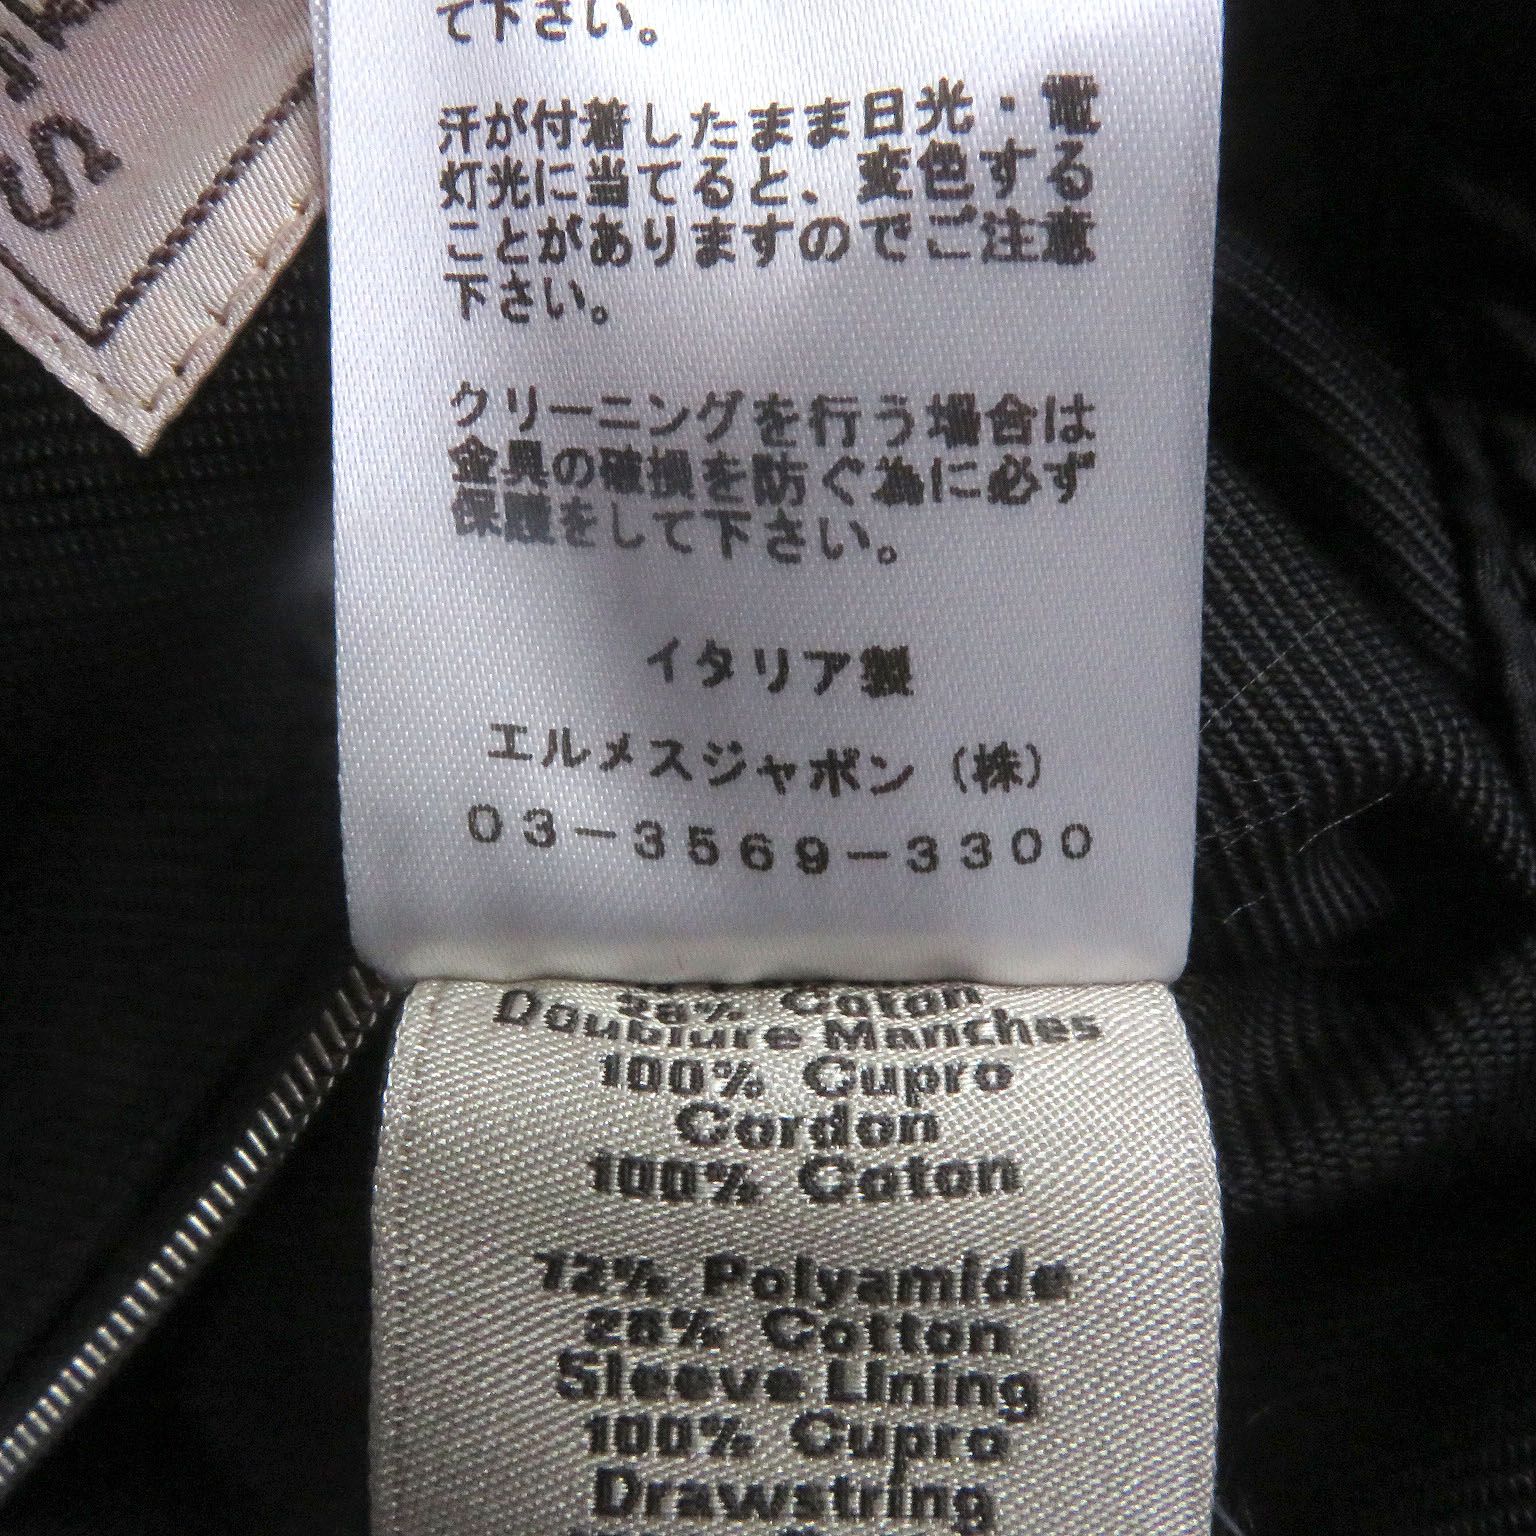 て下さい。
汗が付着したまま日光・電
灯光に当てると、変色する
ことがありますのでご注意
下さい。
クリーニングを行う場合は
金具の破損を防ぐ為に必ず
保護をして下さい。
イタリア製
エルメスジャポン（株）
03-3569-3300
28% Coton
Doublure Manches
100% Cupro
Cordon
100% Coton
72% Polyamide
28% Cotton
Sleeve Lining
100% Cupro
Drawstring